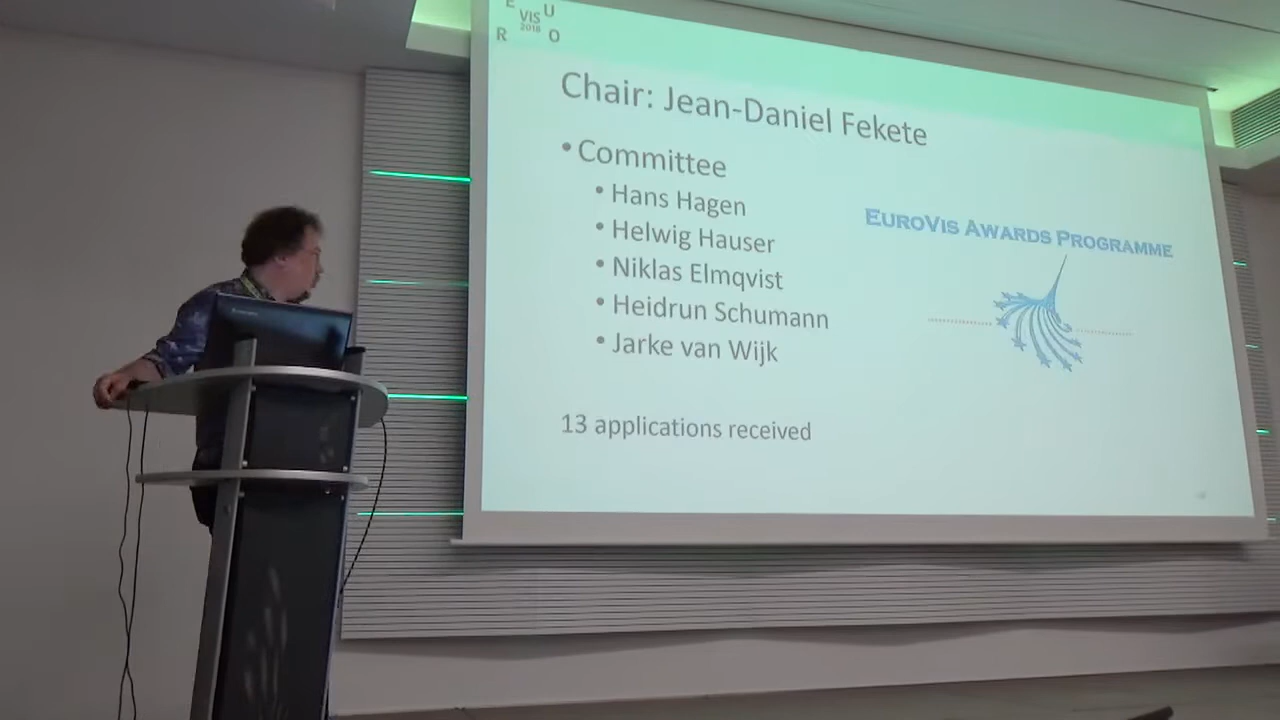 E U
VIS
2018
R O
Chair: Jean-Daniel Fekete
• Committee
• Hans Hagen
• Helwig Hauser
• Niklas Elmqvist
• Heidrun Schumann
• Jarke van Wijk
EUROVIS AWARDS PROGRAMME
13 applications received